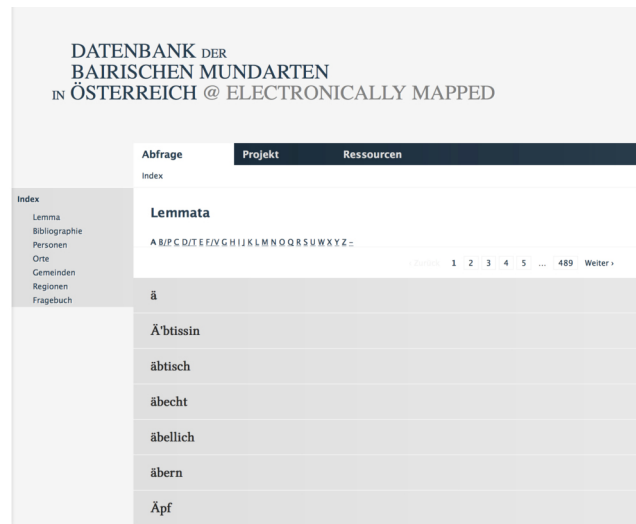 DATENBANK DER
BAIRISCHEN MUNDARTEN
IN ÖSTERREICH @ ELECTRONICALLY MAPPED
Abfrage Projekt Ressourcen
Index
Index
Lemma
Bibliographie
Personen
Orte
Gemeinden
Regionen
Fragebuch
Lemmata
A B/P C D/T E F/V G H I J K L M N O Q R S U W X Y Z –
1 2 3 4 5 ... 489 Weiter ›
ä
Ä'btissin
äbtisch
äbecht
äbellich
äbern
Äpf